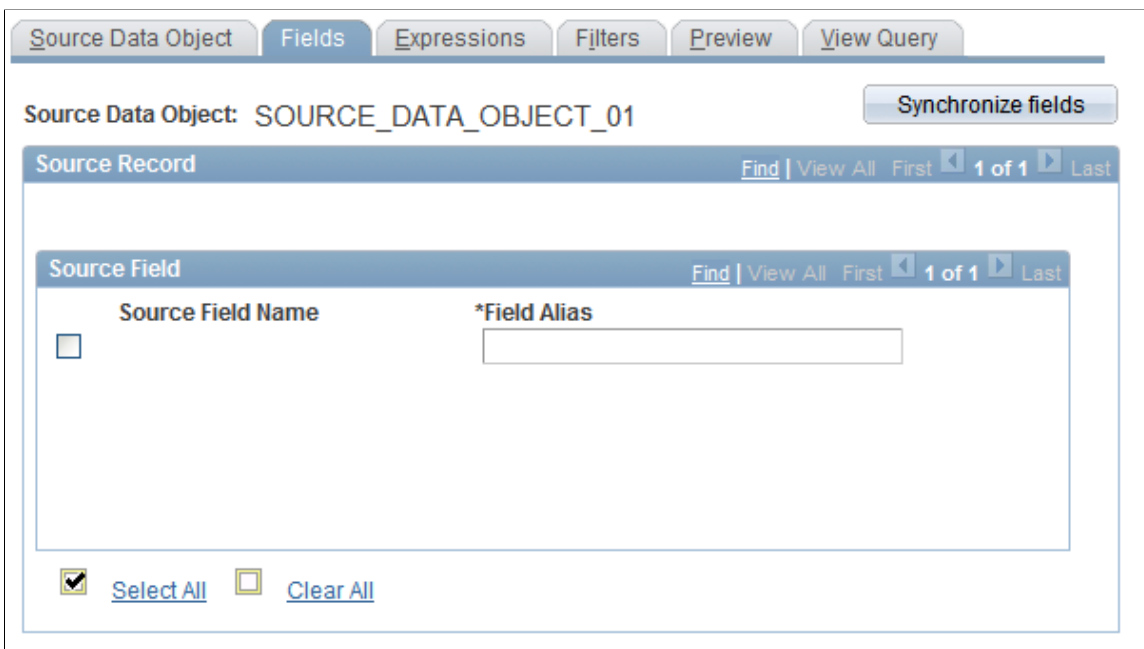 Source Data Object Fields Expressions Filters Preview View Query
Source Data Object: SOURCE_DATA_OBJECT_01 Synchronize fields
Source Record Find | View All First 1 of 1 Last
Source Field Find | View All First 1 of 1 Last
Source Field Name *Field Alias
Select All Clear All